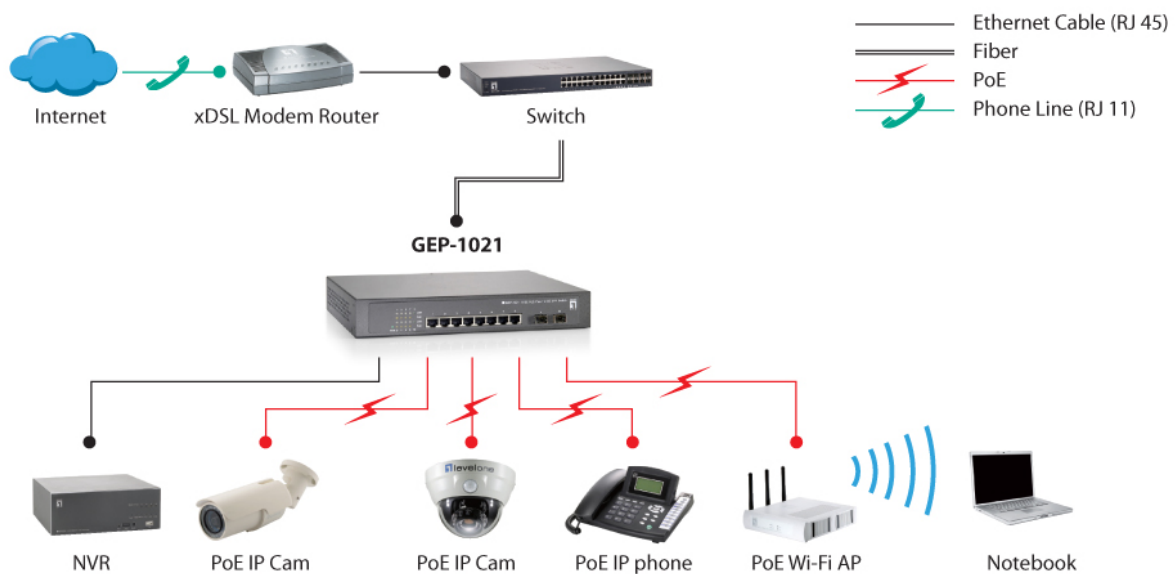 Ethernet Cable (RJ 45)
Fiber
PoE
Phone Line (RJ 11)
Internet
xDSL Modem Router
Switch
GEP-1021
levelone
NVR
PoE IP Cam
PoE IP Cam
PoE IP phone
PoE Wi-Fi AP
Notebook